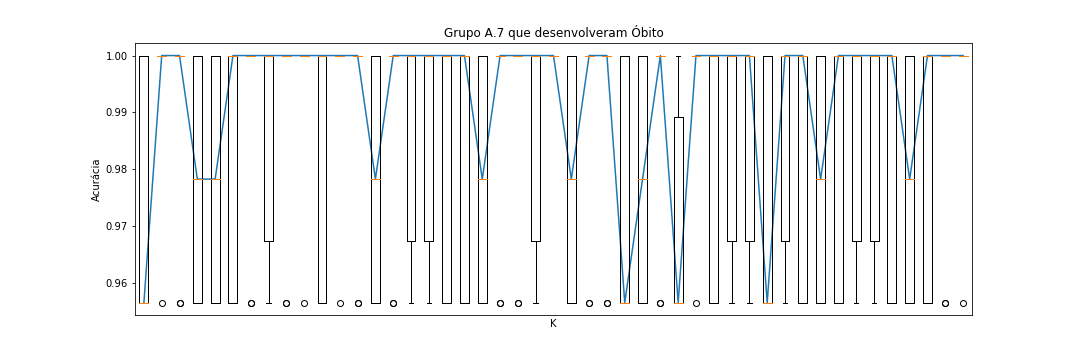 Grupo A.7 que desenvolveram Óbito
1.00
0.99
0.98
0.97
0.96
Acurácia
K